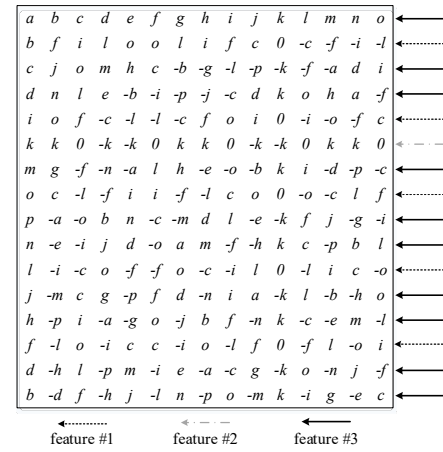 a b c d e f g h i j k l m n o
b f i l o o l i f c 0 -c -f -i -l
c j o m h c -b -g -l -p -k -f -a d i
d n l e -b -i -p -j -c d k o h a -f
i o f -c -l -l -c f o i 0 -i -o -f c
k k 0 -k -k 0 k k 0 -k -k 0 k k 0
m g -f -n -a l h -e -o -b k i -d -p -c
o c -l -f i i -f -l c o 0 -o -c l f
p -a -o b n -c -m d l -e -k f j -g -i
n -e -i j d -o a m -f -h k c -p b l
l -i -c o -f -f o -c -i l 0 -l i c -o
j -m c g -p f d -n i a -k l -b -h o
h -p i -a -g o -j b f -n k -c -e m -l
f -l o -i c c -i o -l f 0 -f l -o i
d -h l -p m -i e -a -c g -k o -n j -f
b -d f -h j -l n -p o -m k -i g -e c
feature #1 feature #2 feature #3